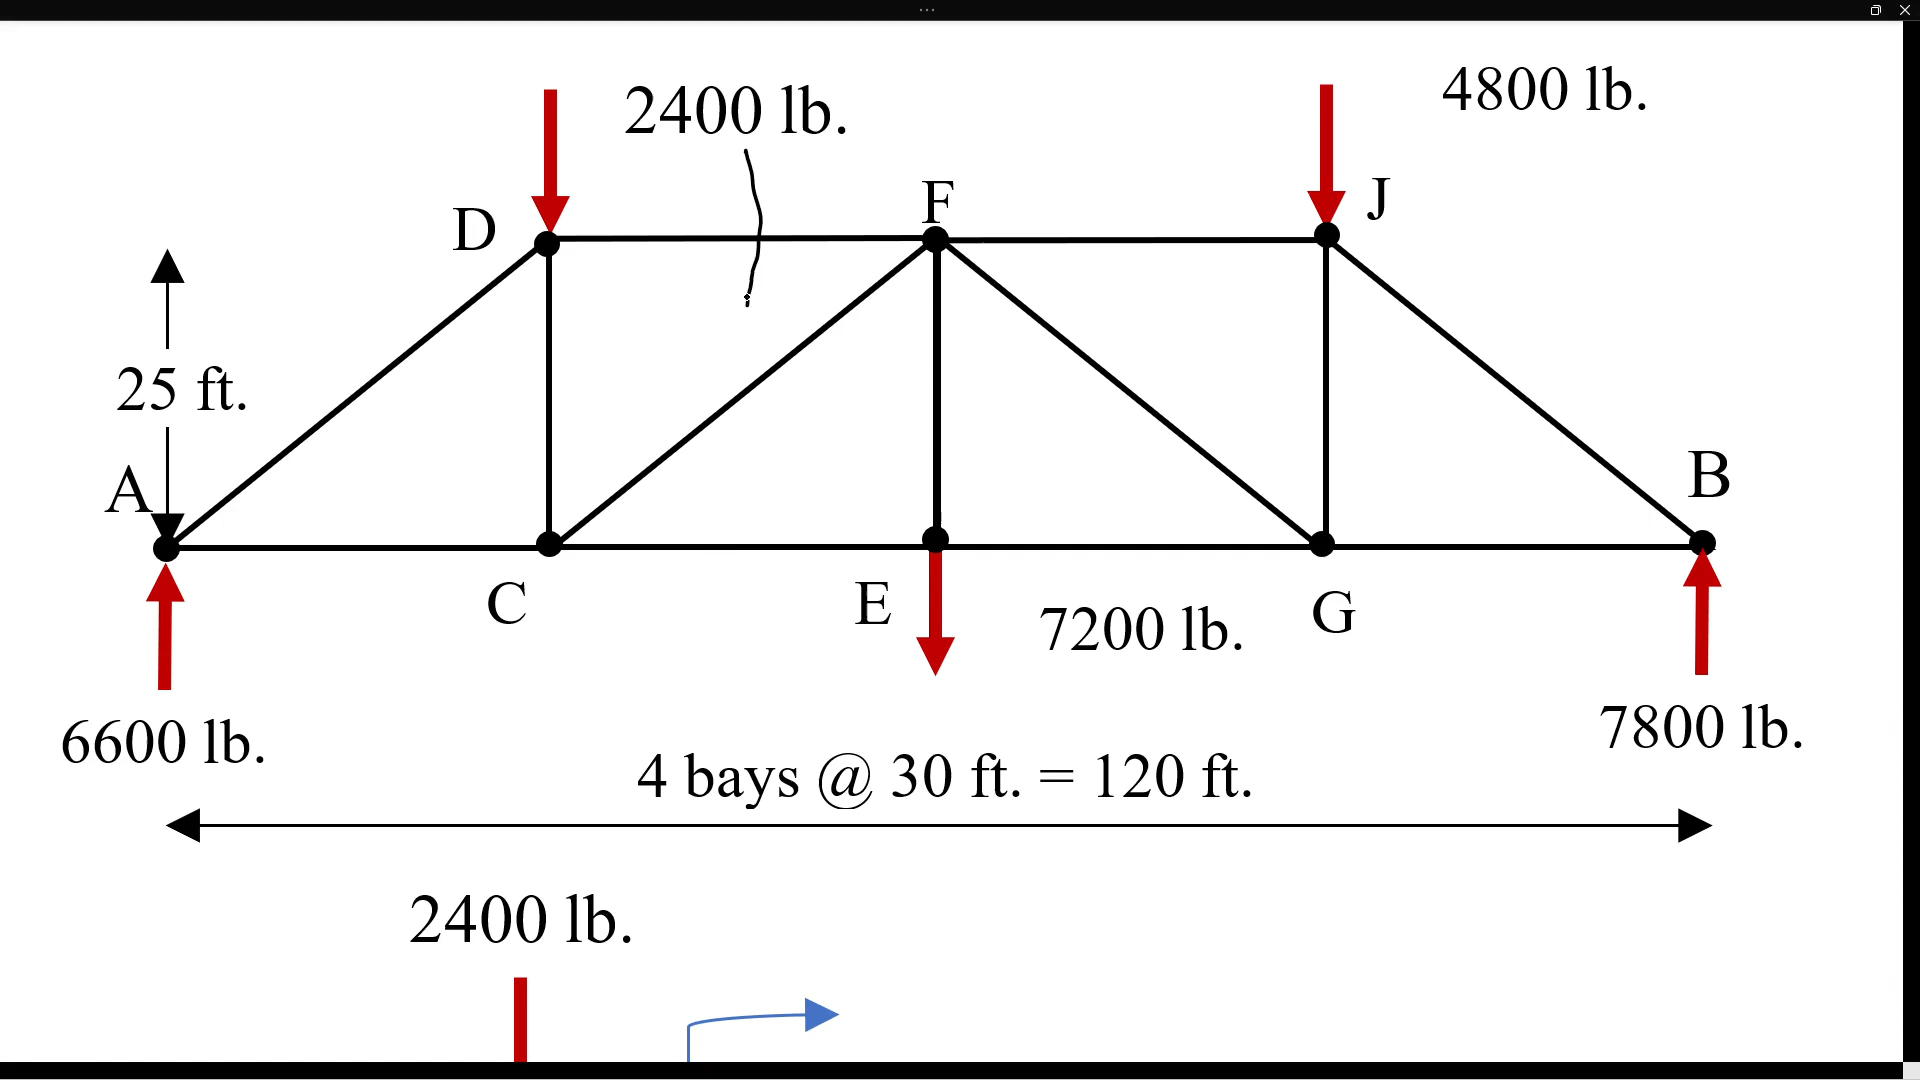 2400 lb.
4800 lb.
D
F
J
25 ft.
A
B
C
E
7200 lb.
G
6600 lb.
7800 lb.
4 bays @ 30 ft. = 120 ft.
2400 lb.